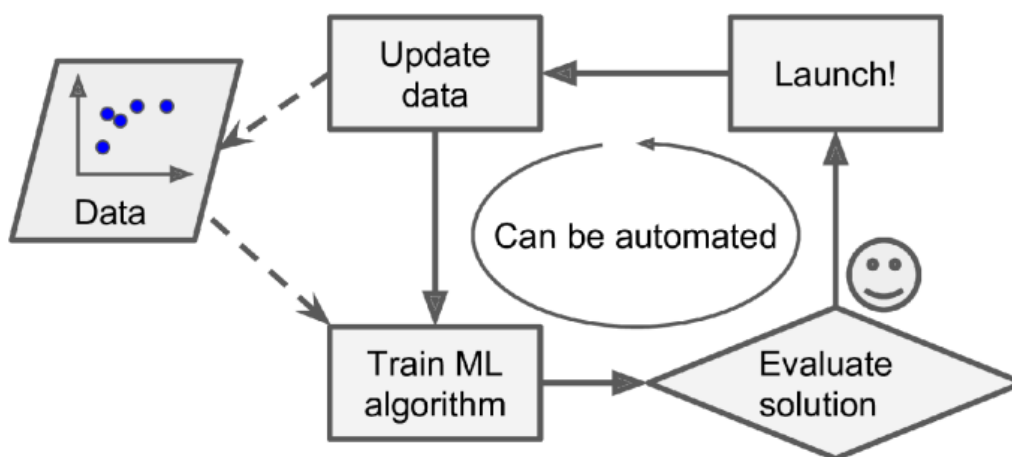 Update
data
Launch!
Data
Can be automated
Train ML
algorithm
Evaluate
solution